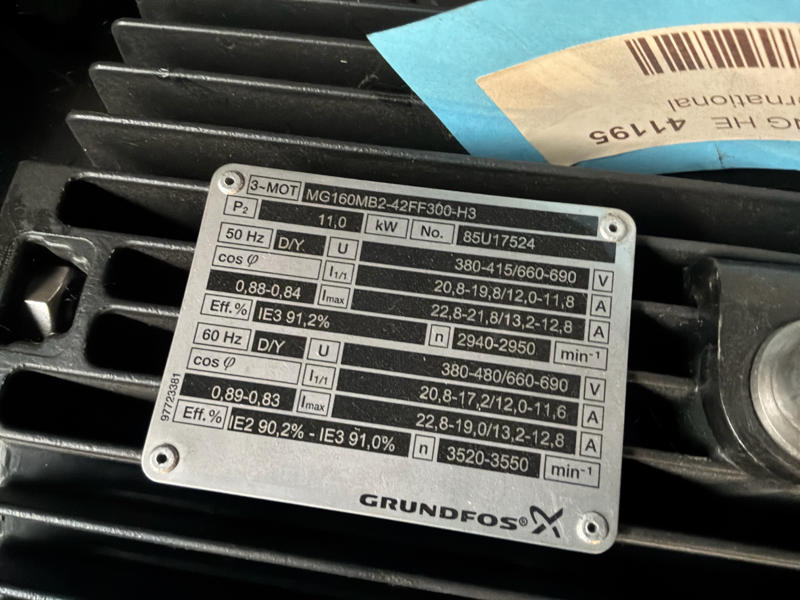 NG HE 41195
rnational
3~MOT MG160MB2-42FF300-H3
P2 11,0 kW No. 85U17524
50 Hz D/Y U 380-415/660-690 V
cos φ I1/1 20,8-19,8/12,0-11,8 A
0,88-0,84 Imax 22,8-21,8/13,2-12,8 A
Eff.% IE3 91,2% n 2940-2950 min⁻¹
60 Hz D/Y U 380-480/660-690 V
cos φ I1/1 20,8-17,2/12,0-11,6 A
0,89-0,83 Imax 22,8-19,0/13,2-12,8 A
Eff.% IE2 90,2% - IE3 91,0% n 3520-3550 min⁻¹
97723381
GRUNDFOS®